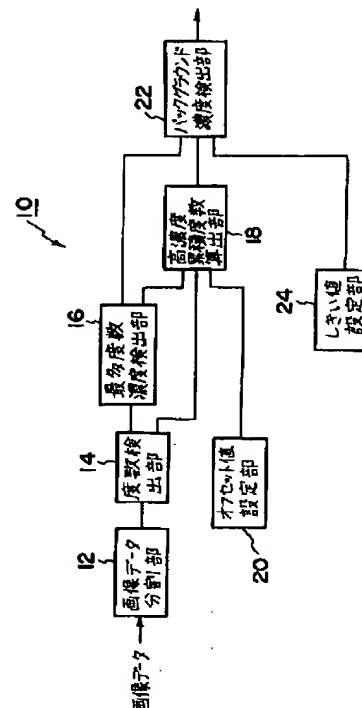 10
画像データ
12
画像データ
分割部
14
度数検
出部
16
最多度数
濃度検出部
高濃度
累積度数
算出部
18
オフセット値
設定部
20
22
バックグラウンド
濃度検出部
24
しきい値
設定部